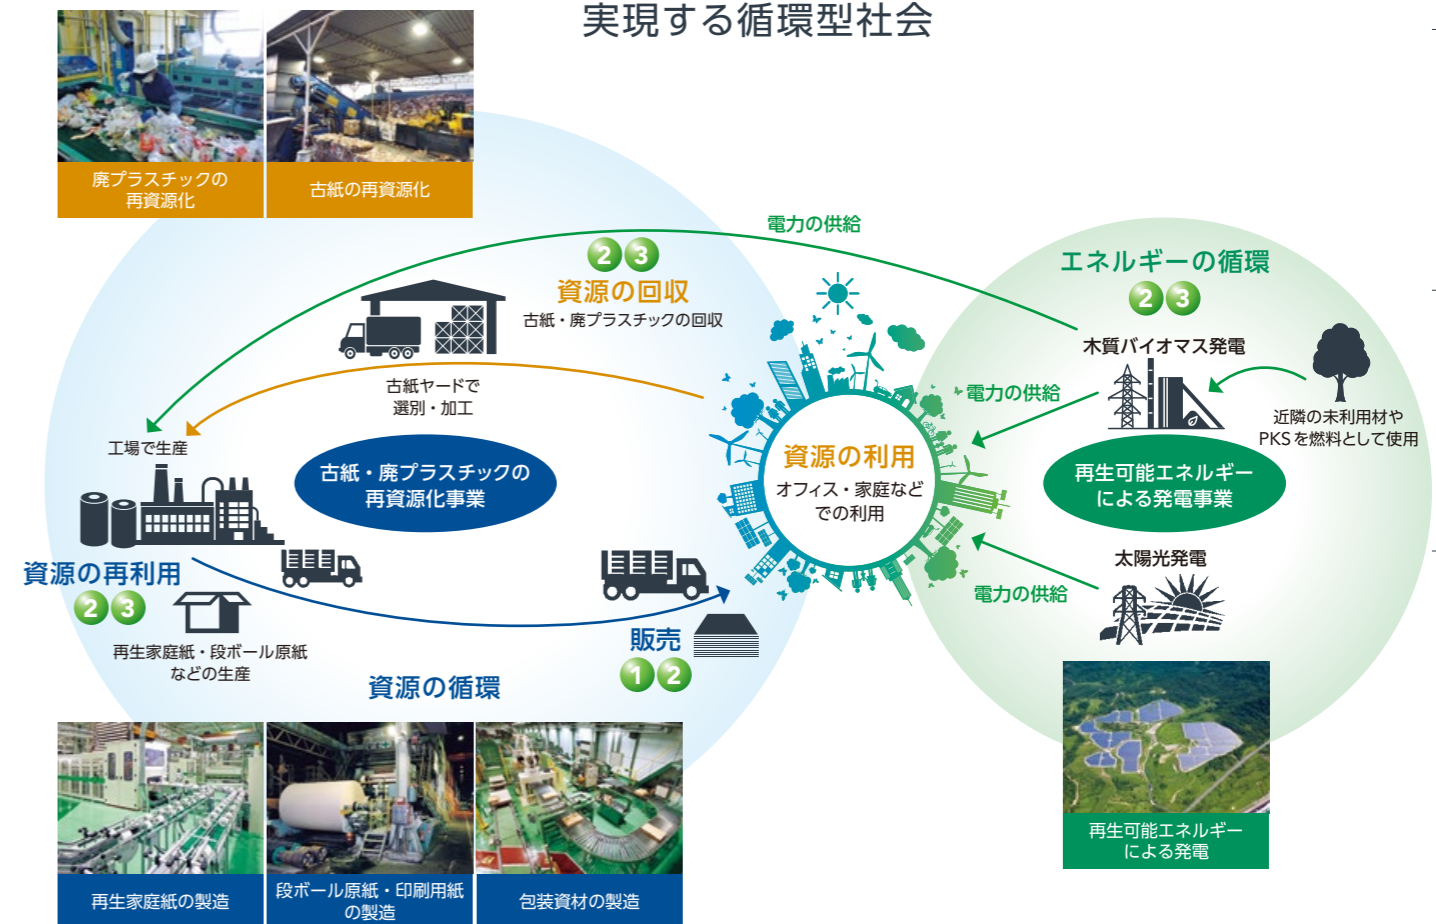 実現する循環型社会
廃プラスチックの
再資源化
古紙の再資源化
電力の供給
2 3
資源の回収
古紙・廃プラスチックの回収
古紙ヤードで
選別・加工
工場で生産
古紙・廃プラスチックの
再資源化事業
資源の再利用
2 3
再生家庭紙・段ボール原紙
などの生産
販売
1 2
資源の循環
資源の利用
オフィス・家庭など
での利用
エネルギーの循環
2 3
木質バイオマス発電
電力の供給
近隣の未利用材や
PKSを燃料として使用
再生可能エネルギー
による発電事業
太陽光発電
電力の供給
再生可能エネルギー
による発電
再生家庭紙の製造
段ボール原紙・印刷用紙
の製造
包装資材の製造